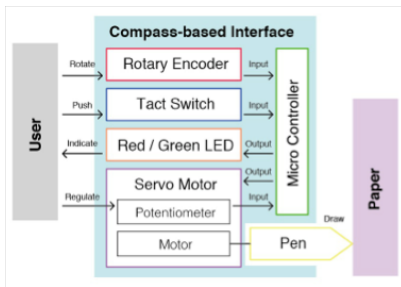 Compass-based Interface
User
Rotate
Rotary Encoder
Input
Push
Tact Switch
Input
Indicate
Red / Green LED
Output
Micro Controller
Servo Motor
Output
Regulate
Potentiometer
Input
Motor
Pen
Draw
Paper